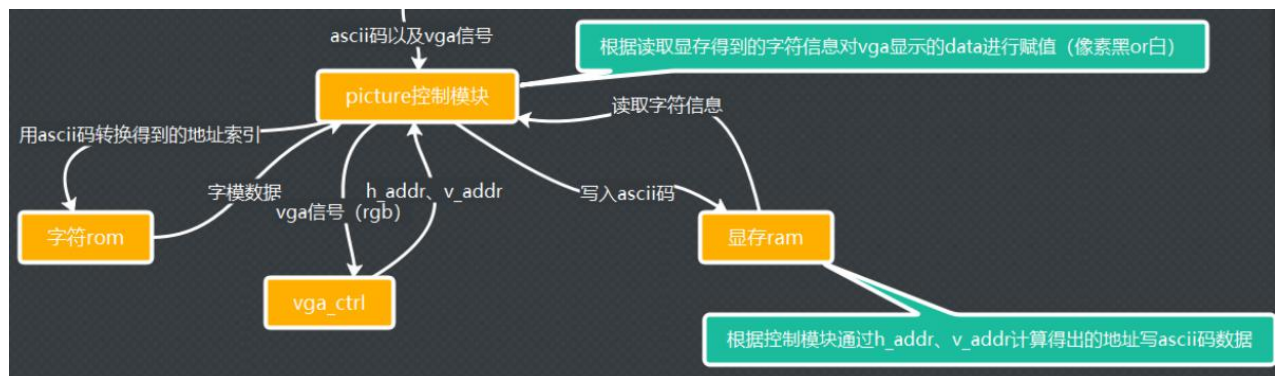 ascii码以及vga信号
根据读取显存得到的字符信息对vga显示的data进行赋值（像素黑or白）
picture控制模块
读取字符信息
用ascii码转换得到的地址索引
字模数据
h_addr、v_addr
写入ascii码
vga信号（rgb）
字符rom
显存ram
vga_ctrl
根据控制模块通过h_addr、v_addr计算得出的地址写ascii码数据